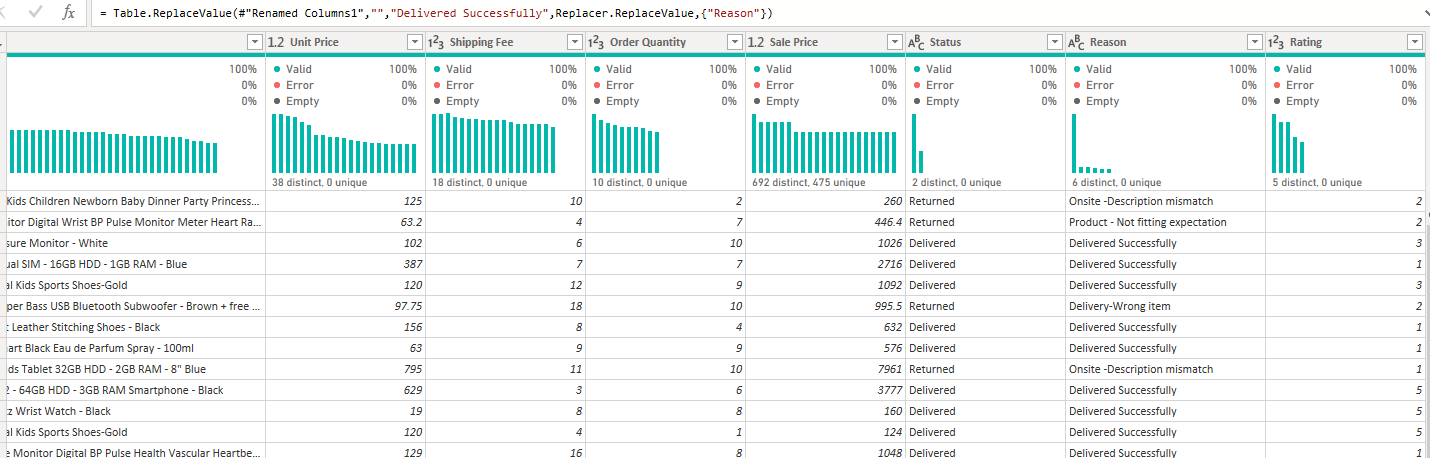 fx = Table.ReplaceValue(#"Renamed Columns1","","Delivered Successfully",Replacer.ReplaceValue,{"Reason"})
1.2 Unit Price 1²3 Shipping Fee 1²3 Order Quantity 1.2 Sale Price ABC Status ABC Reason 1²3 Rating
100% Valid 100% Valid 100% Valid 100% Valid 100% Valid 100% Valid 100% Valid 100%
0% Error 0% Error 0% Error 0% Error 0% Error 0% Error 0% Error 0%
0% Empty 0% Empty 0% Empty 0% Empty 0% Empty 0% Empty 0% Empty 0%
38 distinct, 0 unique 18 distinct, 0 unique 10 distinct, 0 unique 692 distinct, 475 unique 2 distinct, 0 unique 6 distinct, 0 unique 5 distinct, 0 unique
Kids Children Newborn Baby Dinner Party Princess... 125 10 2 260 Returned Onsite -Description mismatch 2
itor Digital Wrist BP Pulse Monitor Meter Heart Ra... 63.2 4 7 446.4 Returned Product - Not fitting expectation 2
sure Monitor - White 102 6 10 1026 Delivered Delivered Successfully 3
ual SIM - 16GB HDD - 1GB RAM - Blue 387 7 7 2716 Delivered Delivered Successfully 1
al Kids Sports Shoes-Gold 120 12 9 1092 Delivered Delivered Successfully 3
per Bass USB Bluetooth Subwoofer - Brown + free ... 97.75 18 10 995.5 Returned Delivery-Wrong item 2
t Leather Stitching Shoes - Black 156 8 4 632 Delivered Delivered Successfully 1
art Black Eau de Parfum Spray - 100ml 63 9 9 576 Delivered Delivered Successfully 1
ds Tablet 32GB HDD - 2GB RAM - 8" Blue 795 11 10 7961 Returned Onsite -Description mismatch 1
2 - 64GB HDD - 3GB RAM Smartphone - Black 629 3 6 3777 Delivered Delivered Successfully 5
z Wrist Watch - Black 19 8 8 160 Delivered Delivered Successfully 5
al Kids Sports Shoes-Gold 120 4 1 124 Delivered Delivered Successfully 5
e Monitor Digital BP Pulse Health Vascular Heartbe... 129 16 8 1048 Delivered Delivered Successfully 1